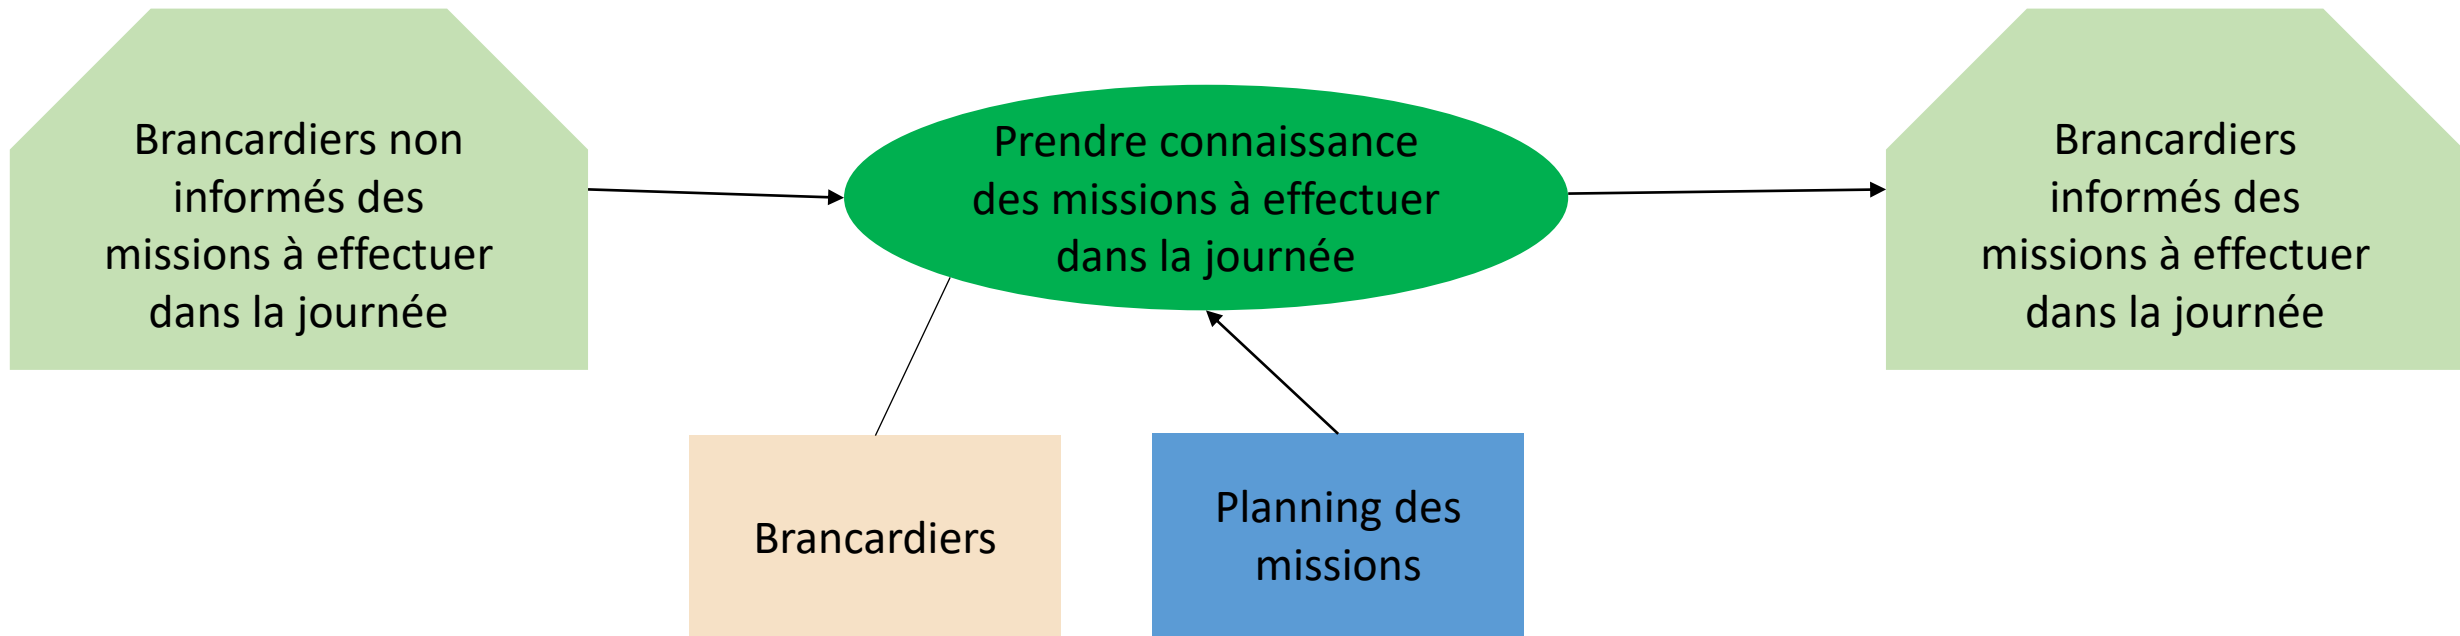 Brancardiers non
informés des
missions à effectuer
dans la journée
Prendre connaissance
des missions à effectuer
dans la journée
Brancardiers
informés des
missions à effectuer
dans la journée
Brancardiers
Planning des
missions